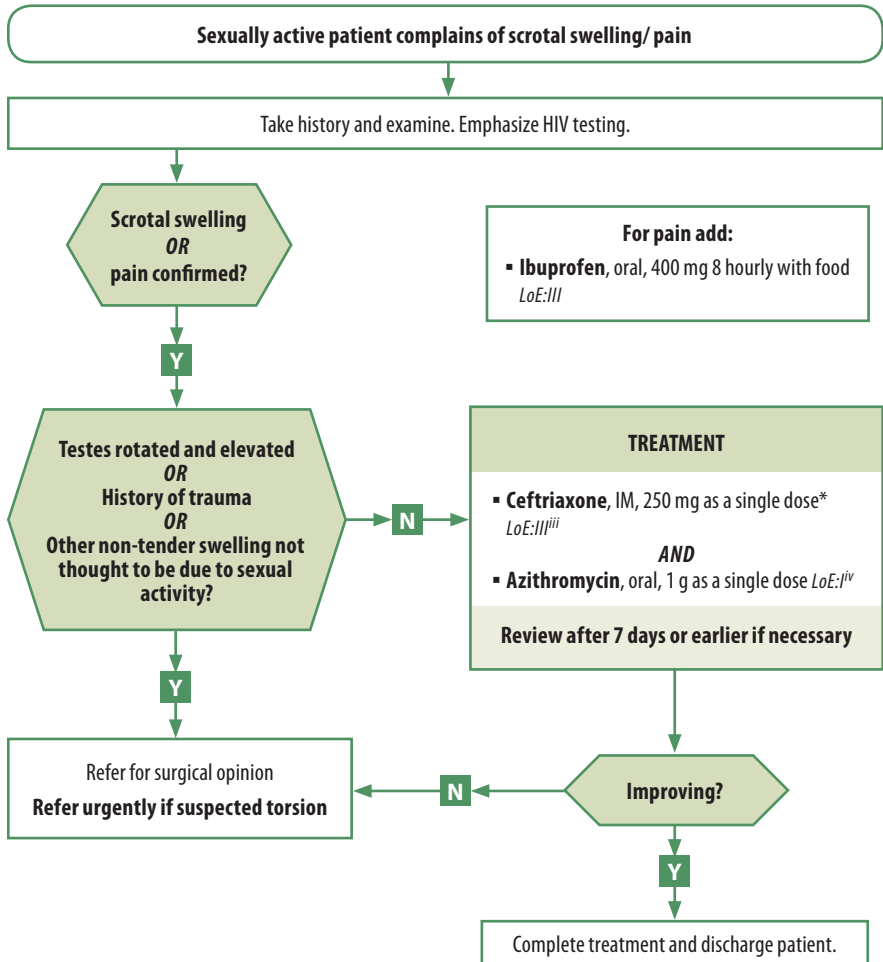 Sexually active patient complains of scrotal swelling/ pain
Take history and examine. Emphasize HIV testing.
Scrotal swelling
OR
pain confirmed?
For pain add:
▪ Ibuprofen, oral, 400 mg 8 hourly with food
LoE:III
Y
Testes rotated and elevated
OR
History of trauma
OR
Other non-tender swelling not
thought to be due to sexual
activity?
N
TREATMENT
▪ Ceftriaxone, IM, 250 mg as a single dose*
LoE:IIIⁱⁱⁱ
AND
▪ Azithromycin, oral, 1 g as a single dose LoE:Iⁱᵛ
Review after 7 days or earlier if necessary
Y
Refer for surgical opinion
Refer urgently if suspected torsion
N
Improving?
Y
Complete treatment and discharge patient.